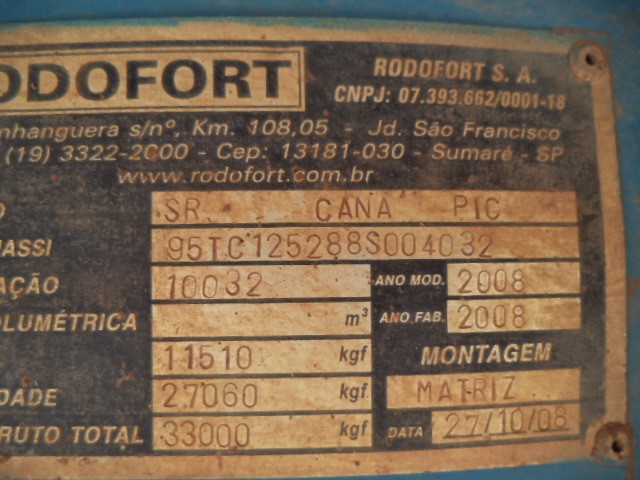 RODOFORT RODOFORT S. A.
CNPJ: 07.393.662/0001-18
nhanguera s/nº, Km. 108,05 - Jd. São Francisco
(19) 3322-2000 - Cep: 13181-030 - Sumaré - SP
www.rodofort.com.br
O SR. CANA PIC
ASSI 95TC125288S004032
AÇÃO 10032 ANO MOD. 2008
OLUMÉTRICA m³ ANO FAB. 2008
11510 kgf MONTAGEM
DADE 27060 kgf MATRIZ
RUTO TOTAL 33000 kgf DATA 27/10/08